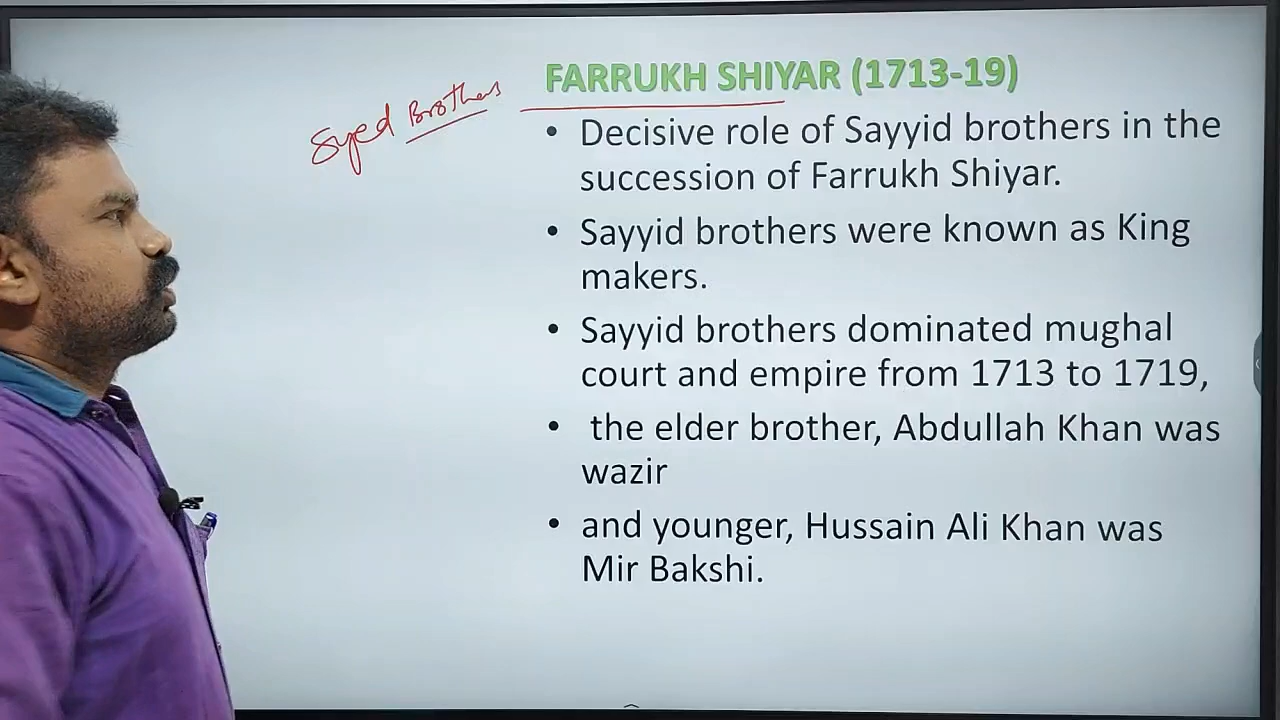 FARRUKH SHIYAR (1713-19)
Syed Brothers
• Decisive role of Sayyid brothers in the
succession of Farrukh Shiyar.
• Sayyid brothers were known as King
makers.
• Sayyid brothers dominated mughal
court and empire from 1713 to 1719,
• the elder brother, Abdullah Khan was
wazir
• and younger, Hussain Ali Khan was
Mir Bakshi.